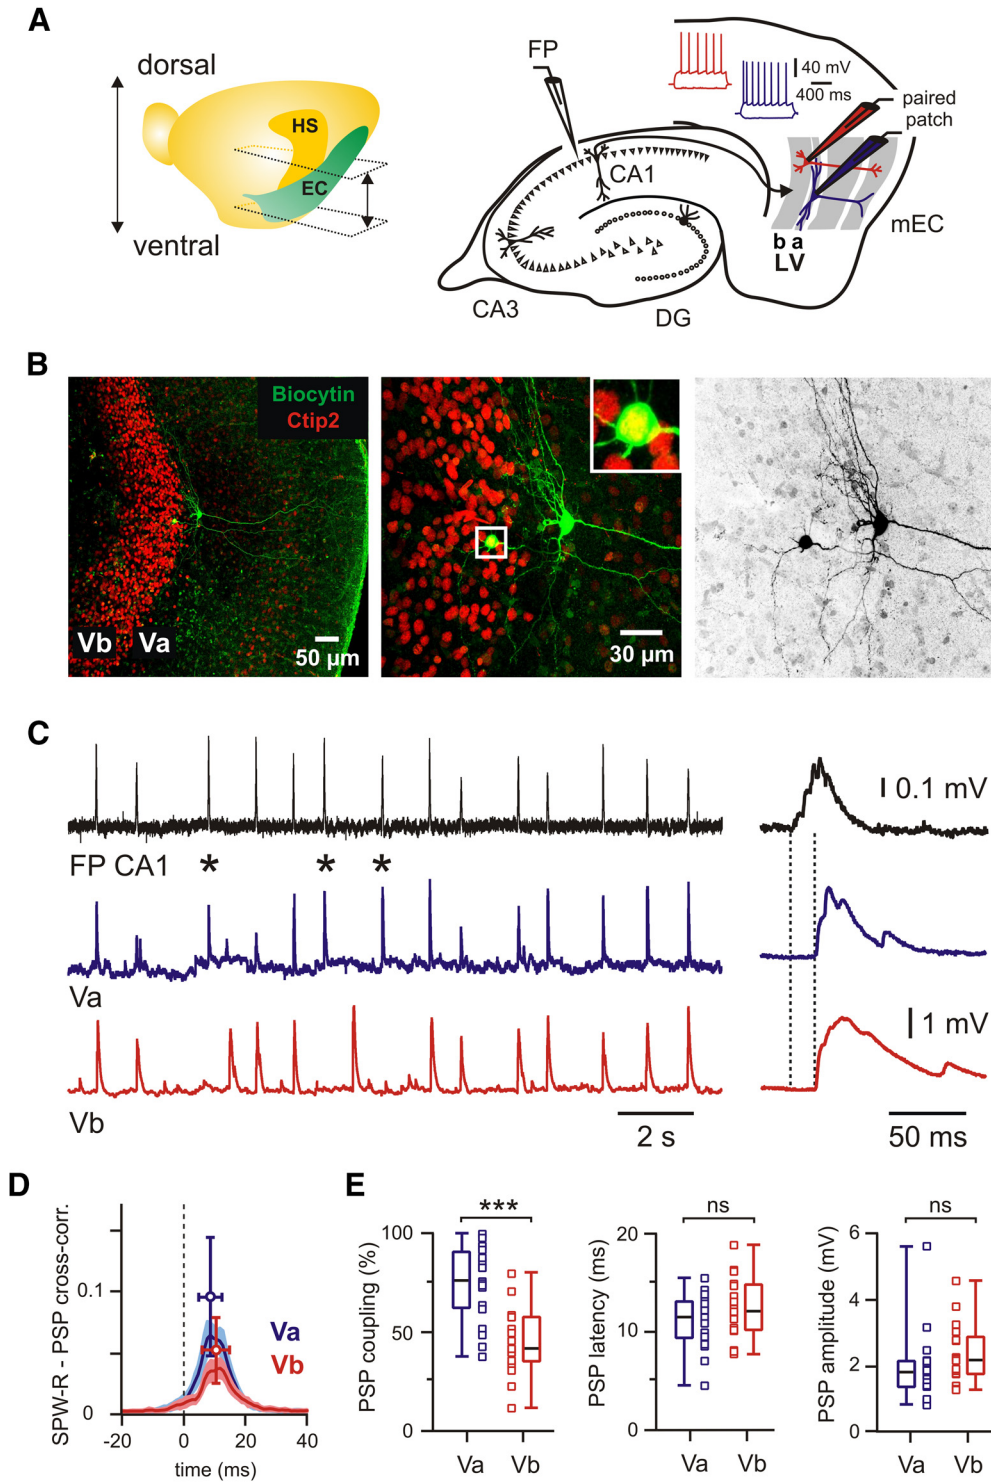 A
dorsal
HS
EC
ventral
FP
40 mV
400 ms
paired
patch
CA1
mEC
b a
LV
CA3
DG
B
Biocytin
Ctip2
Vb Va
50 µm
30 µm
C
0.1 mV
FP CA1 * * *
Va
1 mV
Vb
2 s
50 ms
D
SPW-R - PSP cross-corr.
0.1
0
Va
Vb
-20 0 20 40
time (ms)
E
PSP coupling (%)
100
50
0
***
Va Vb
PSP latency (ms)
20
10
0
ns
Va Vb
PSP amplitude (mV)
6
4
2
0
ns
Va Vb